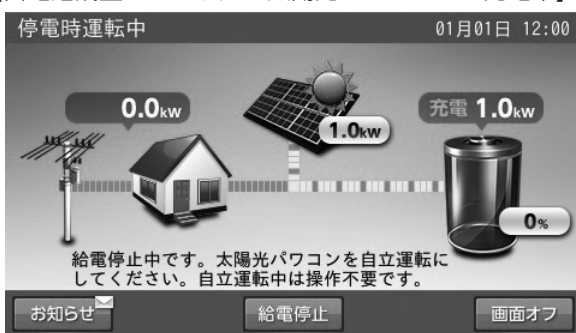 停電時運転中 01月01日 12:00
0.0kw
1.0kw
充電 1.0kw
0%
給電停止中です。太陽光パワコンを自立運転に
してください。自立運転中は操作不要です。
お知らせ 給電停止 画面オフ